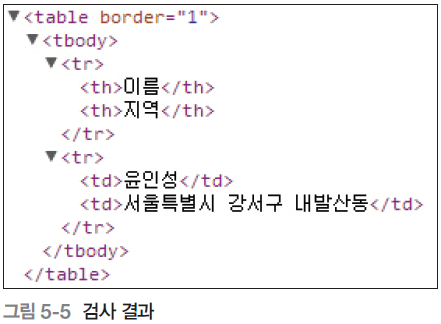 ▼<table border="1">
▼<tbody>
▼<tr>
<th>이름</th>
<th>지역</th>
</tr>
▼<tr>
<td>윤인성</td>
<td>서울특별시 강서구 내발산동</td>
</tr>
</tbody>
</table>
그림 5-5 검사 결과